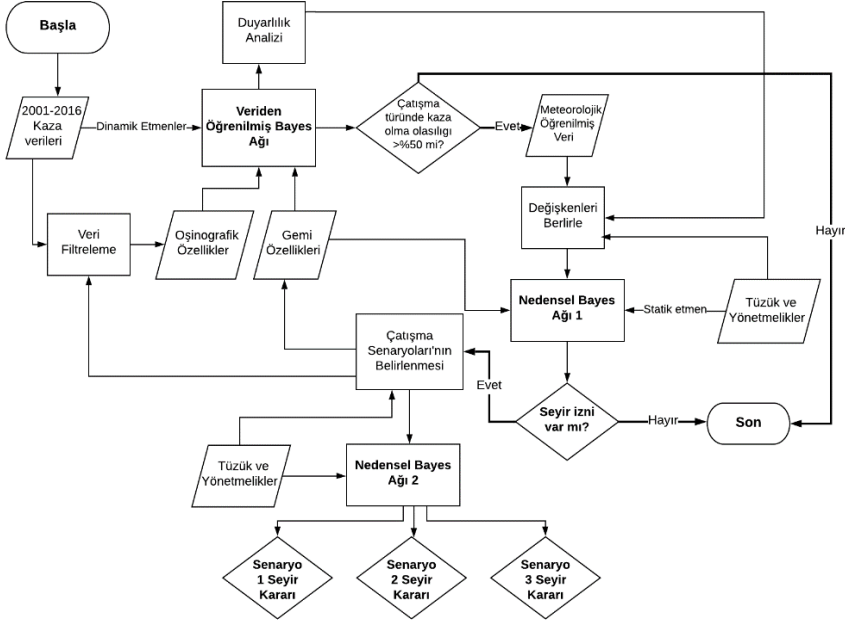 Başla
Duyarlılık
Analizi
2001-2016
Kaza
verileri
Dinamik Etmenler
Veriden
Öğrenilmiş Bayes
Ağı
Çatışma
türünde kaza
olma olasılığı
>%50 mi?
Evet
Meteorolojik
Öğrenilmiş
Veri
Hayır
Veri
Filtreleme
Oşinografik
Özellikler
Gemi
Özellikleri
Değişkenleri
Berlirle
Nedensel Bayes
Ağı 1
Statik etmen
Tüzük ve
Yönetmelikler
Çatışma
Senaryoları'nın
Belirlenmesi
Evet
Seyir izni
var mı?
Hayır
Son
Tüzük ve
Yönetmelikler
Nedensel Bayes
Ağı 2
Senaryo
1 Seyir
Kararı
Senaryo
2 Seyir
Kararı
Senaryo
3 Seyir
Kararı